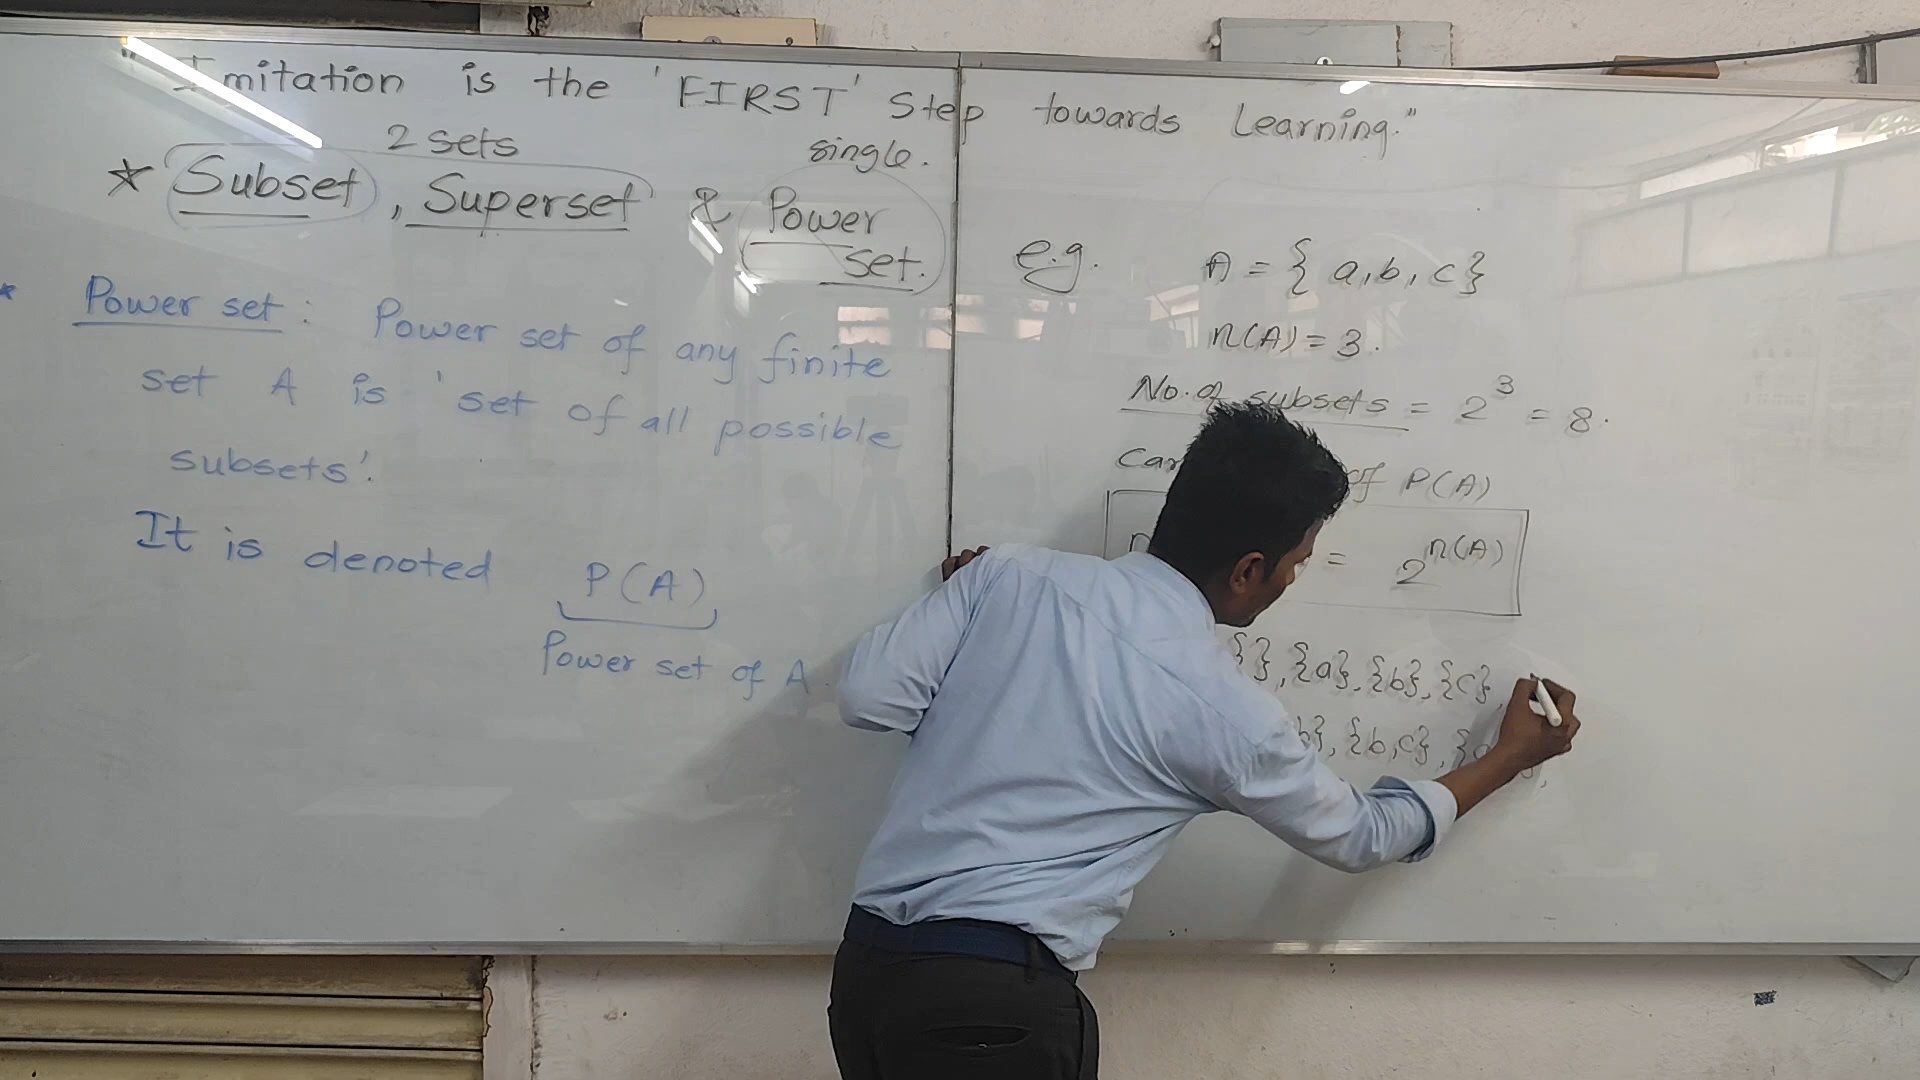 "Imitation is the 'FIRST' Step towards Learning."
2 sets single.
* Subset, Superset & Power set.
* Power set: Power set of any finite
set A is 'set of all possible
subsets'.
It is denoted P(A)
Power set of A.
e.g. A = { a, b, c}
n(A) = 3.
No. of subsets = 2³ = 8.
of P(A)
= 2^n(A)
{}, {a}, {b}, {c},
b}, {b,c},